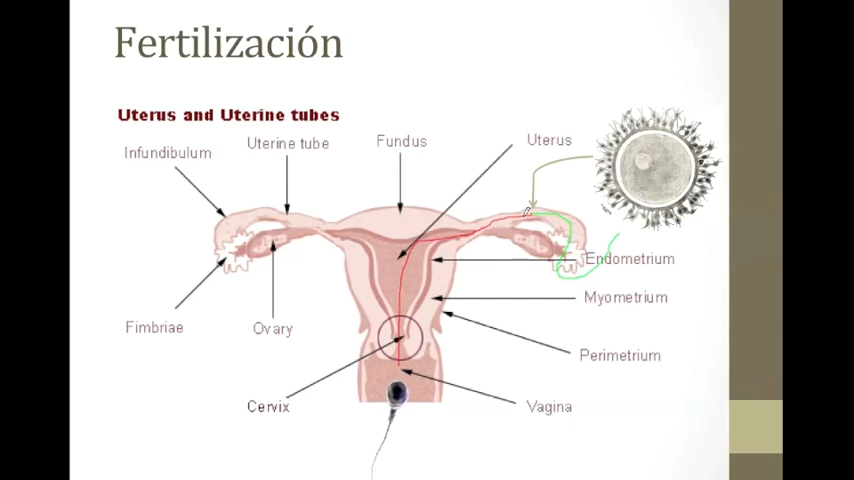 Fertilización
Uterus and Uterine tubes
Infundibulum
Uterine tube
Fundus
Uterus
Endometrium
Myometrium
Fimbriae
Ovary
Perimetrium
Cervix
Vagina